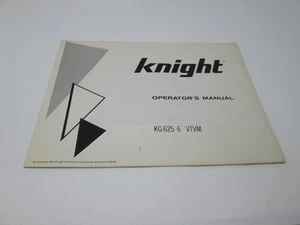 knight
OPERATOR'S MANUAL
KG-625 6" VTVM